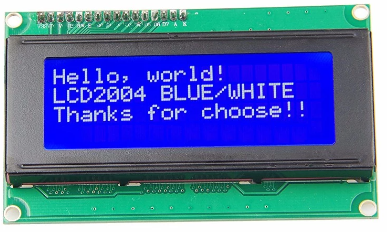 Hello, world!
LCD2004 BLUE/WHITE
Thanks for choose!!